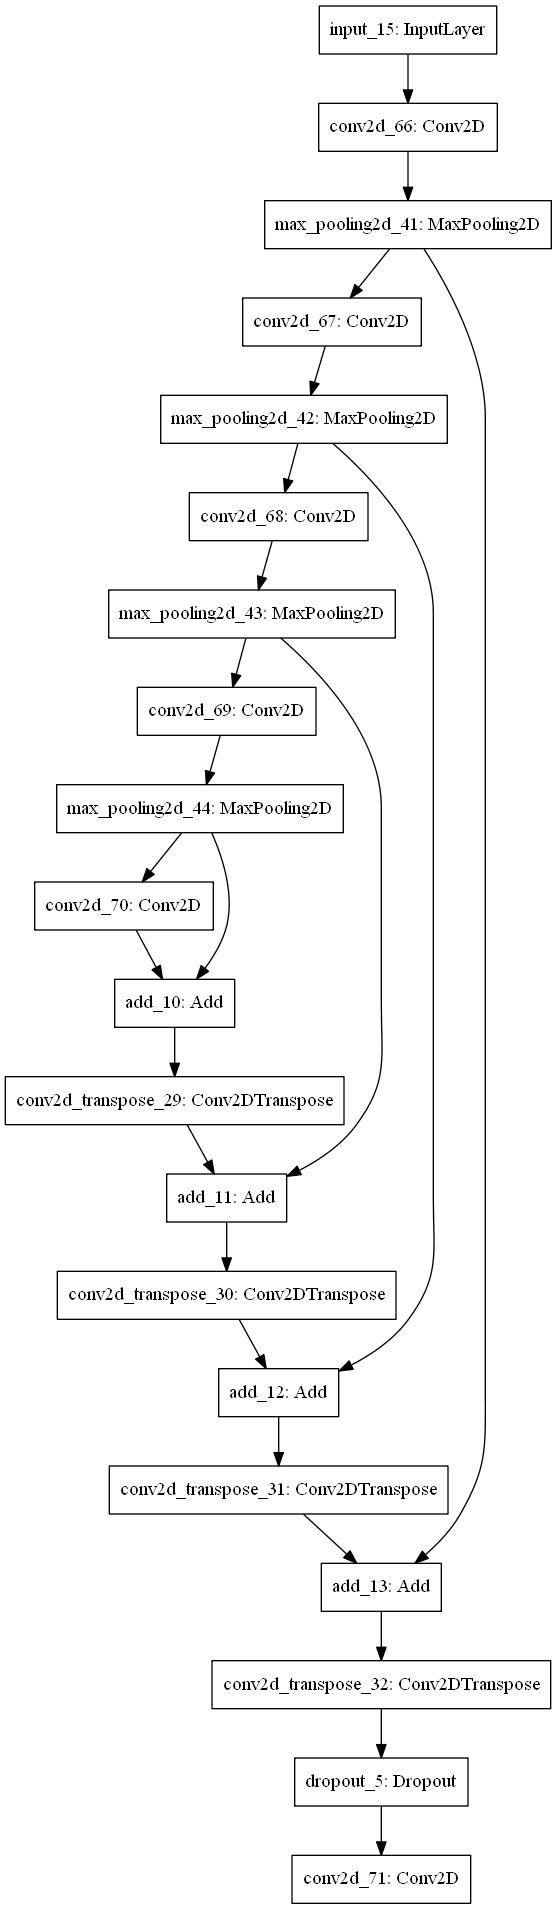 input_15: InputLayer
conv2d_66: Conv2D
max_pooling2d_41: MaxPooling2D
conv2d_67: Conv2D
max_pooling2d_42: MaxPooling2D
conv2d_68: Conv2D
max_pooling2d_43: MaxPooling2D
conv2d_69: Conv2D
max_pooling2d_44: MaxPooling2D
conv2d_70: Conv2D
add_10: Add
conv2d_transpose_29: Conv2DTranspose
add_11: Add
conv2d_transpose_30: Conv2DTranspose
add_12: Add
conv2d_transpose_31: Conv2DTranspose
add_13: Add
conv2d_transpose_32: Conv2DTranspose
dropout_5: Dropout
conv2d_71: Conv2D